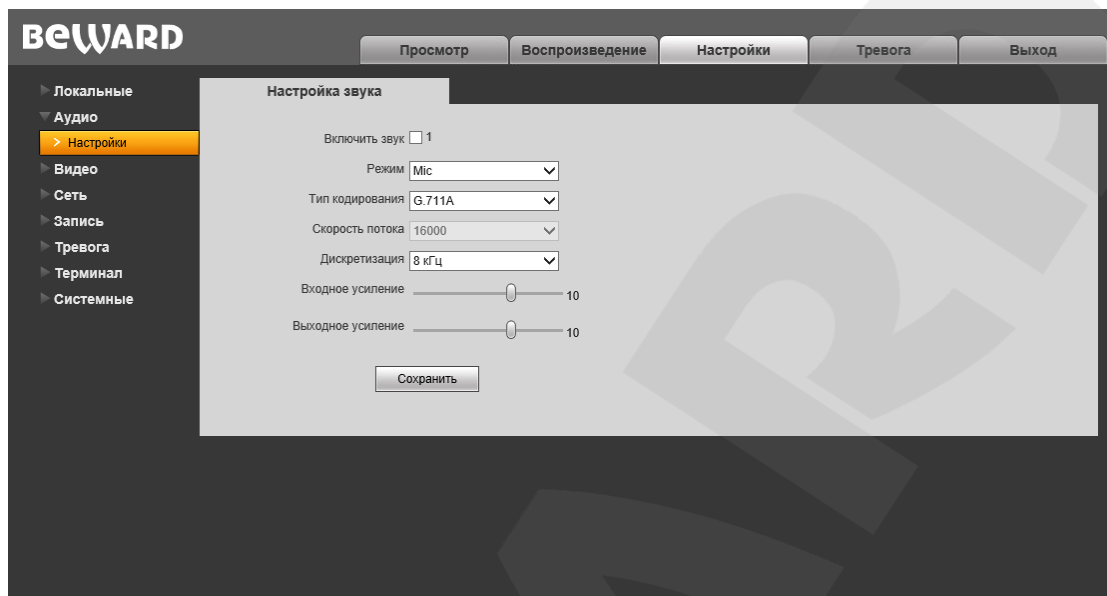 BEWARD
Просмотр
Воспроизведение
Настройки
Тревога
Выход
Локальные
Аудио
> Настройки
Видео
Сеть
Запись
Тревога
Терминал
Системные
Настройка звука
Включить звук 1
Режим Mic
Тип кодирования G.711A
Скорость потока 16000
Дискретизация 8 кГц
Входное усиление 10
Выходное усиление 10
Сохранить